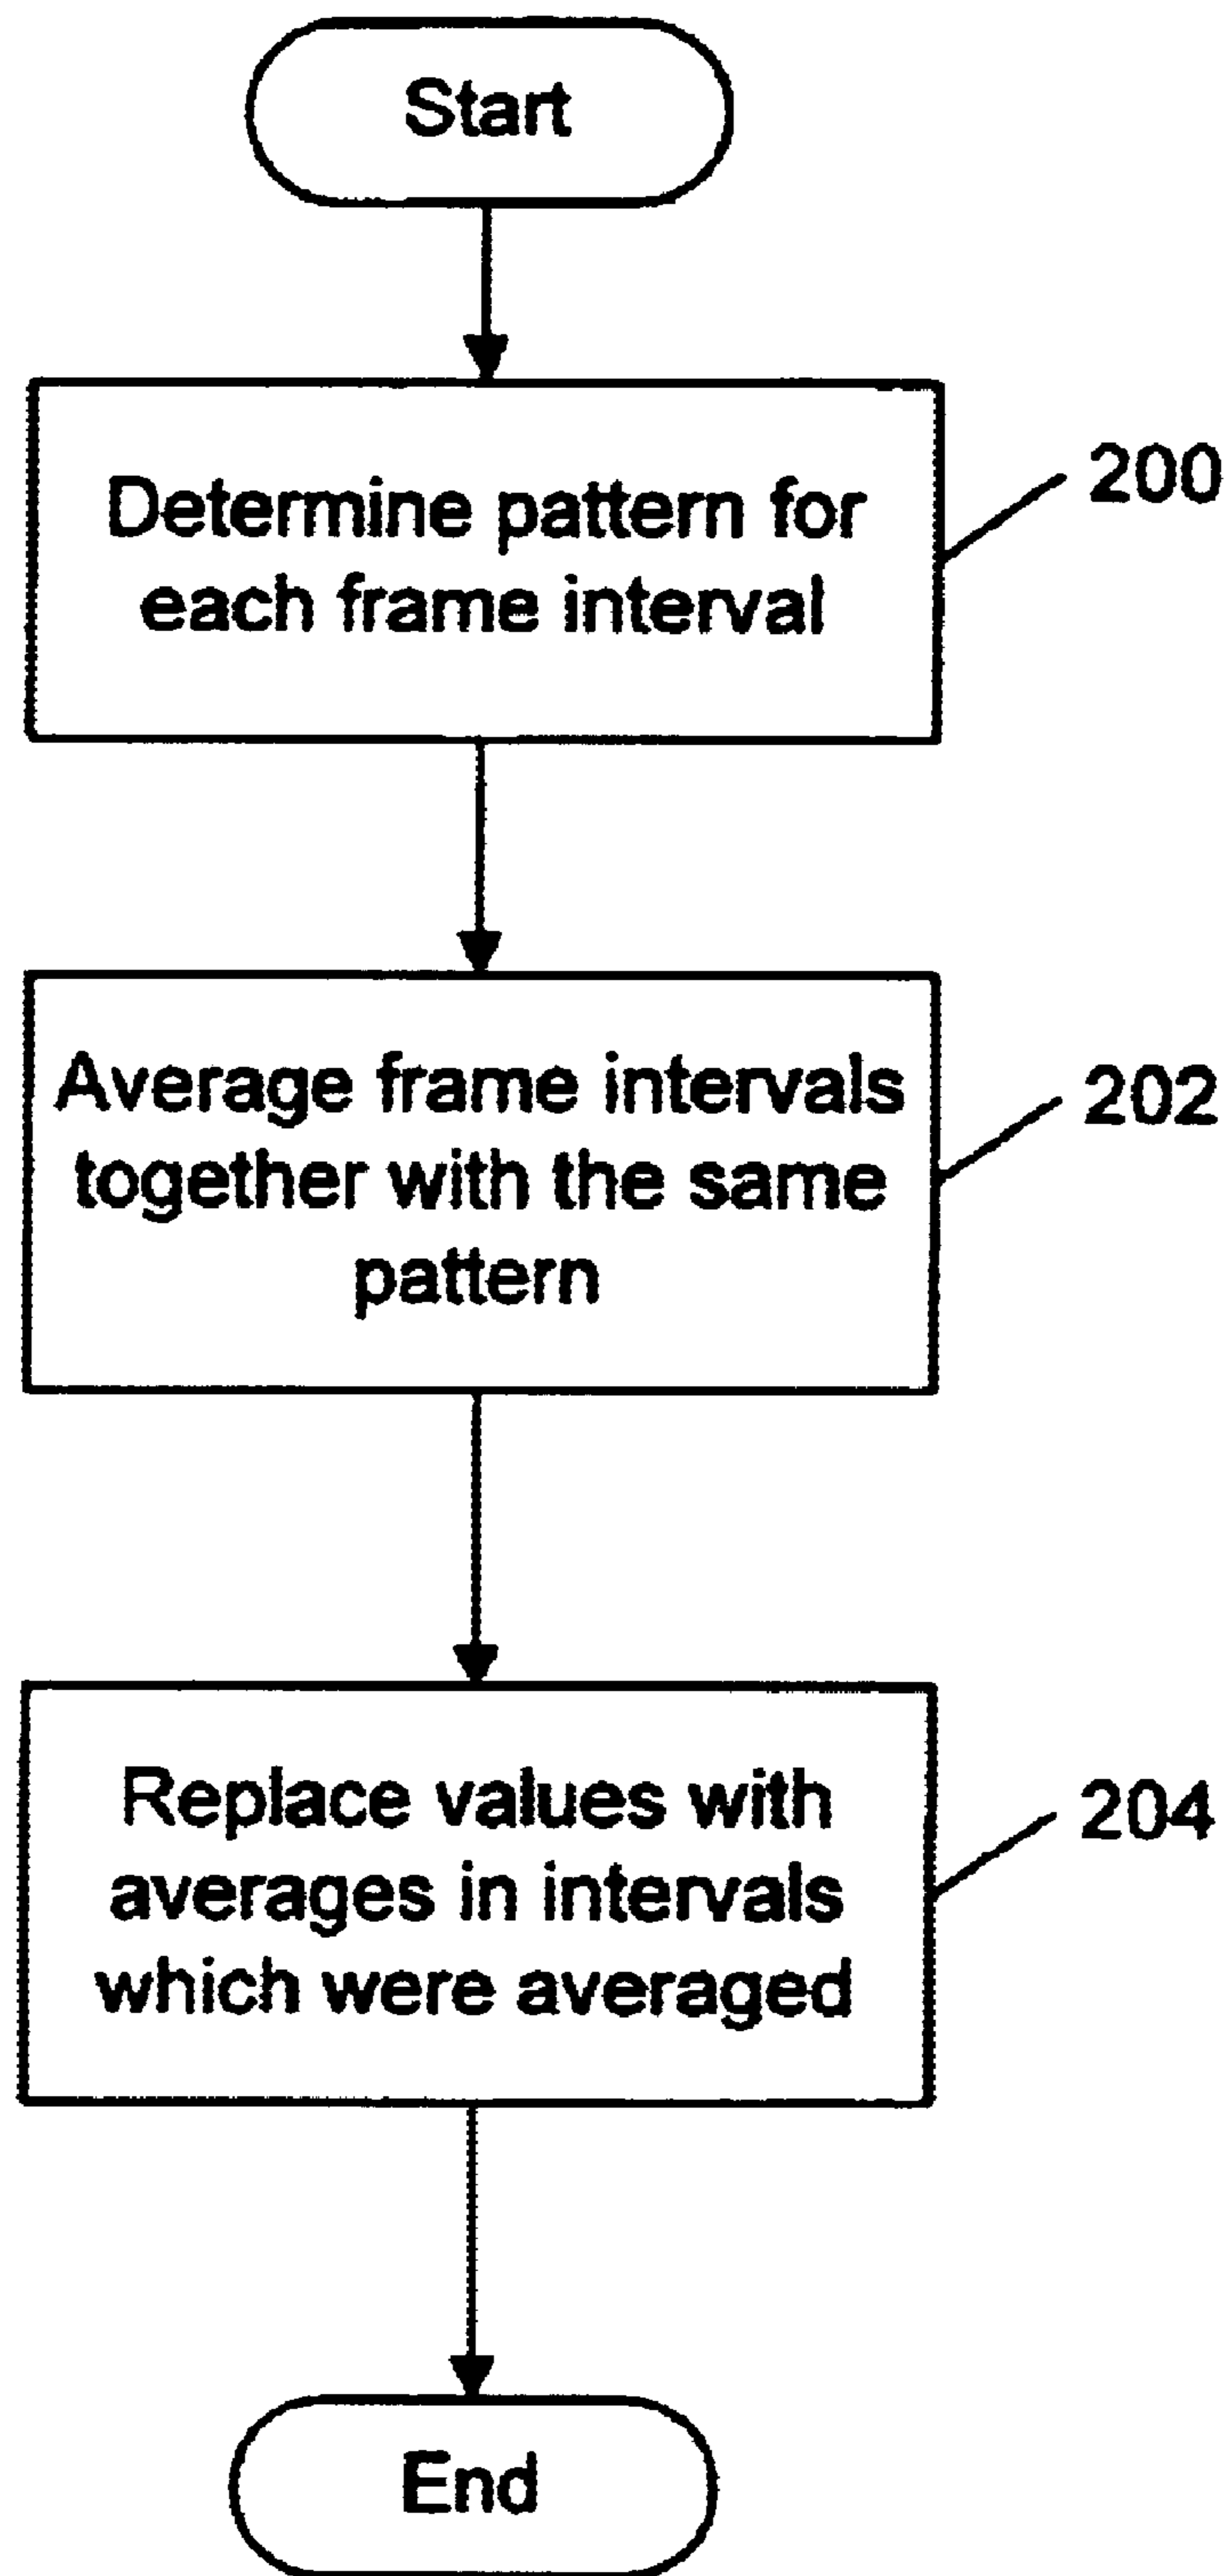 Start
Determine pattern for
each frame interval
200
Average frame intervals
together with the same
pattern
202
Replace values with
averages in intervals
which were averaged
204
End